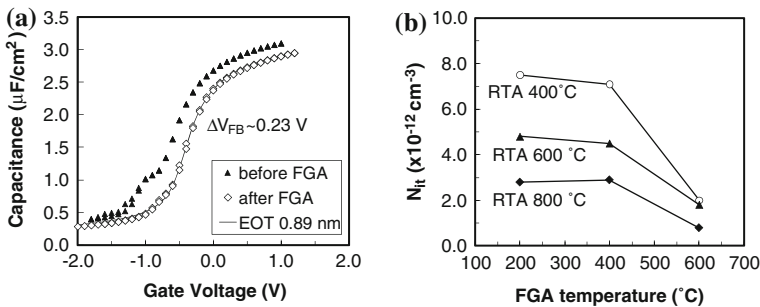 (a)
3.5
3.0
2.5
2.0
1.5
1.0
0.5
0.0
Capacitance (μF/cm²)
-2.0 -1.0 0.0 1.0 2.0
Gate Voltage (V)
ΔV_FB~0.23 V
before FGA
after FGA
EOT 0.89 nm
(b)
10.0
8.0
6.0
4.0
2.0
0.0
N_it (x10⁻¹² cm⁻³)
RTA 400˚C
RTA 600 ˚C
RTA 800 ˚C
100 200 300 400 500 600 700
FGA temperature (˚C)